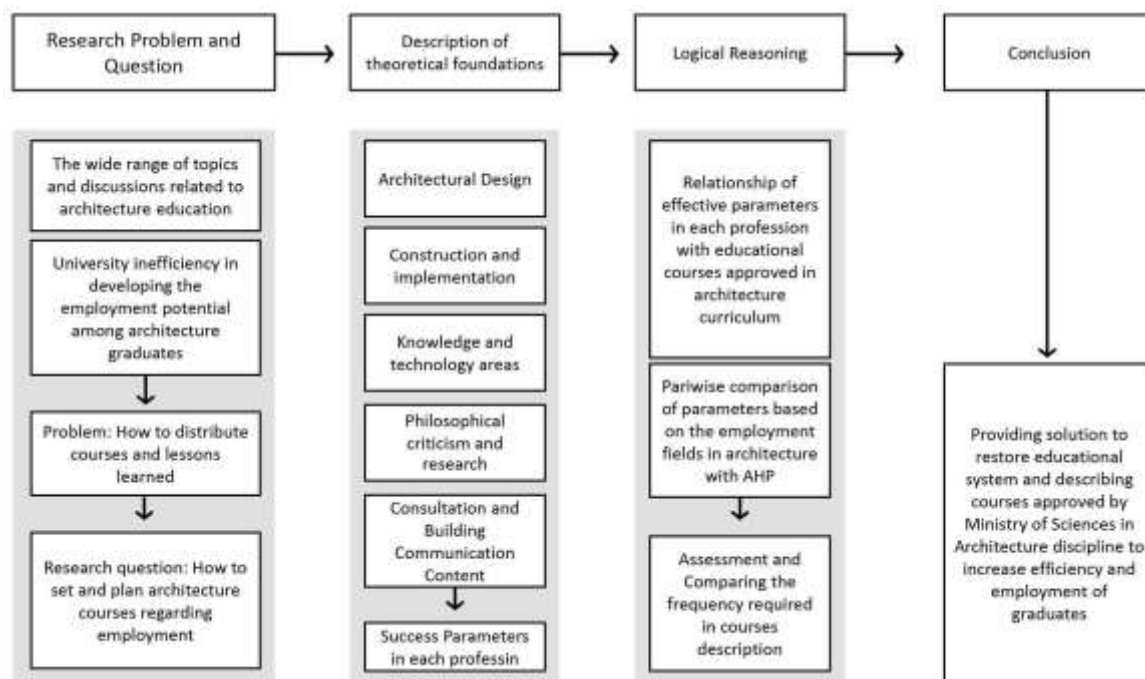 Research Problem and
Question
Description of
theoretical foundations
Logical Reasoning
Conclusion
The wide range of topics
and discussions related to
architecture education
University inefficiency in
developing the
employment potential
among architecture
graduates
Problem: How to distribute
courses and lessons
learned
Research question: How to
set and plan architecture
courses regarding
employment
Architectural Design
Construction and
implementation
Knowledge and
technology areas
Philosophical
criticism and
research
Consultation and
Building
Communication
Content
Success Parameters
in each professin
Relationship of
effective parameters
in each profession
with educational
courses approved in
architecture
curriculum
Pariwise comparison
of parameters based
on the employment
fields in architecture
with AHP
Assessment and
Comparing the
frequency required
in courses
description
Providing solution to
restore educational
system and describing
courses approved by
Ministry of Sciences in
Architecture discipline to
increase efficiency and
employment of
graduates